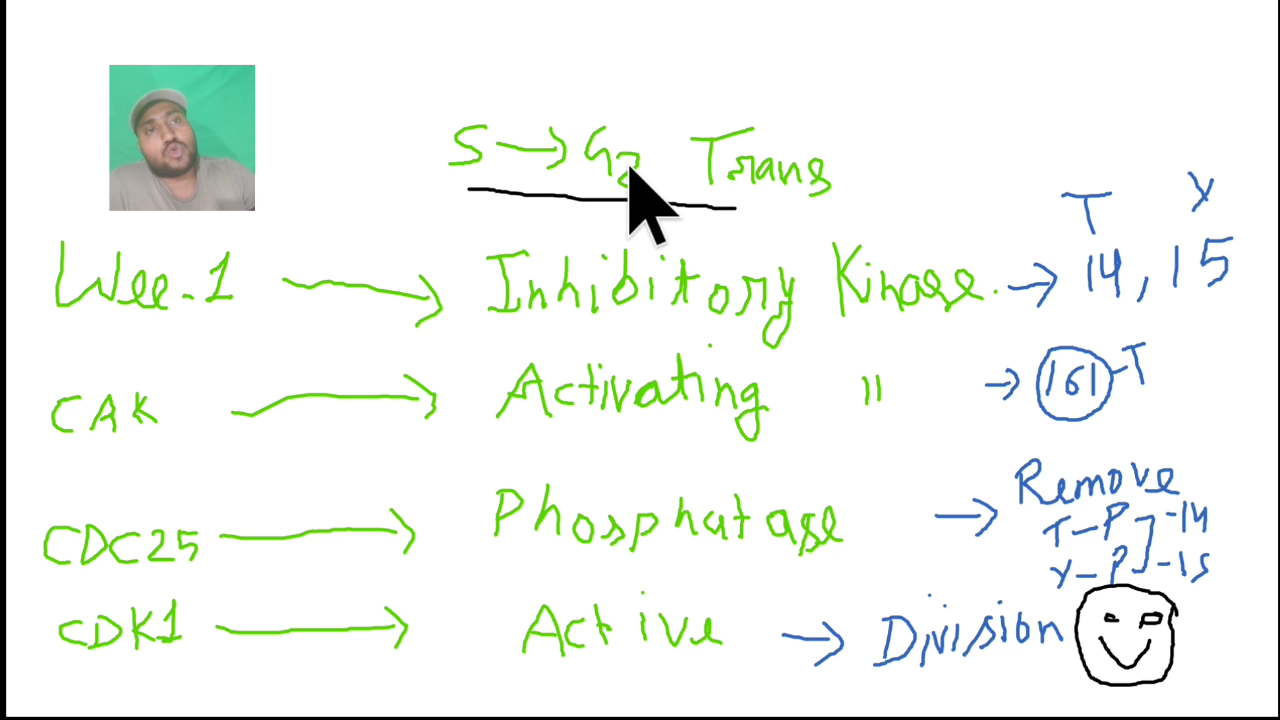 S → G2 Trans
T Y
Wee-1 → Inhibitory Kinase. → 14, 15
CAK → Activating 11 → 161-T
CDC25 → Phosphatase → Remove
T-P]-14
Y-P]-15
CDK1 → Active → Division